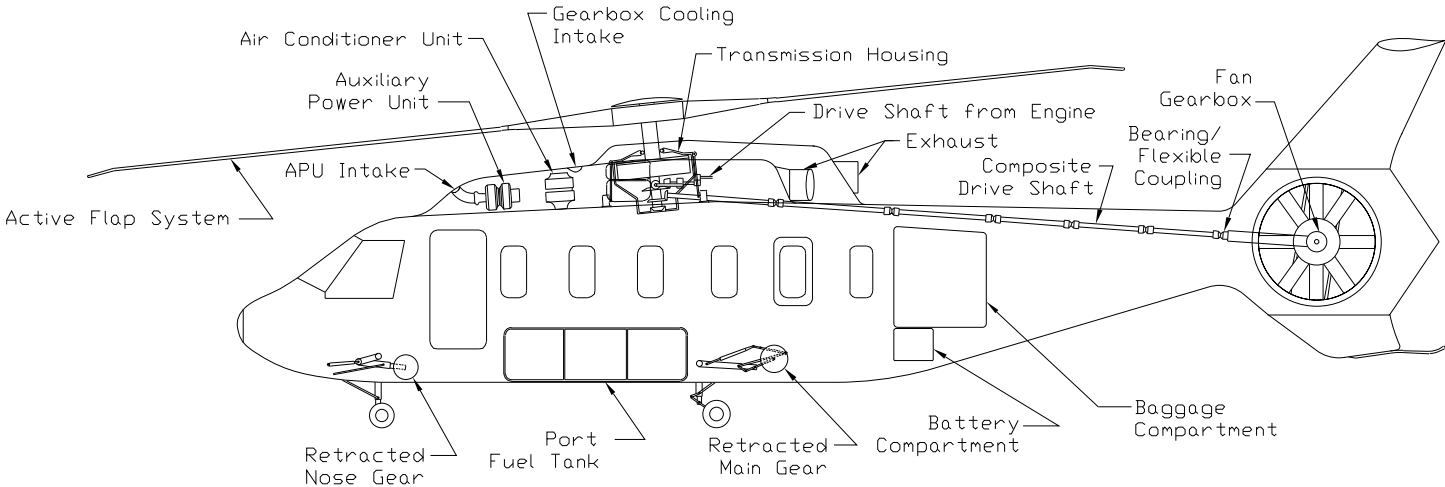 Gearbox Cooling
Intake
Air Conditioner Unit
Transmission Housing
Auxiliary
Power Unit
Fan
Gearbox
Drive Shaft from Engine
Exhaust
Bearing/
Flexible
Coupling
Composite
Drive Shaft
APU Intake
Active Flap System
Retracted
Nose Gear
Port
Fuel Tank
Retracted
Main Gear
Battery
Compartment
Baggage
Compartment